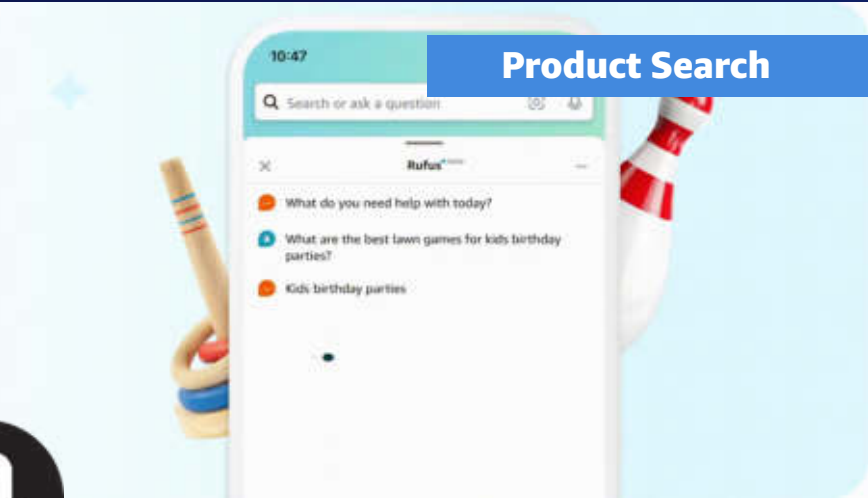 10:47
Product Search
Search or ask a question
Rufus
What do you need help with today?
What are the best lawn games for kids birthday
parties?
Kids birthday parties